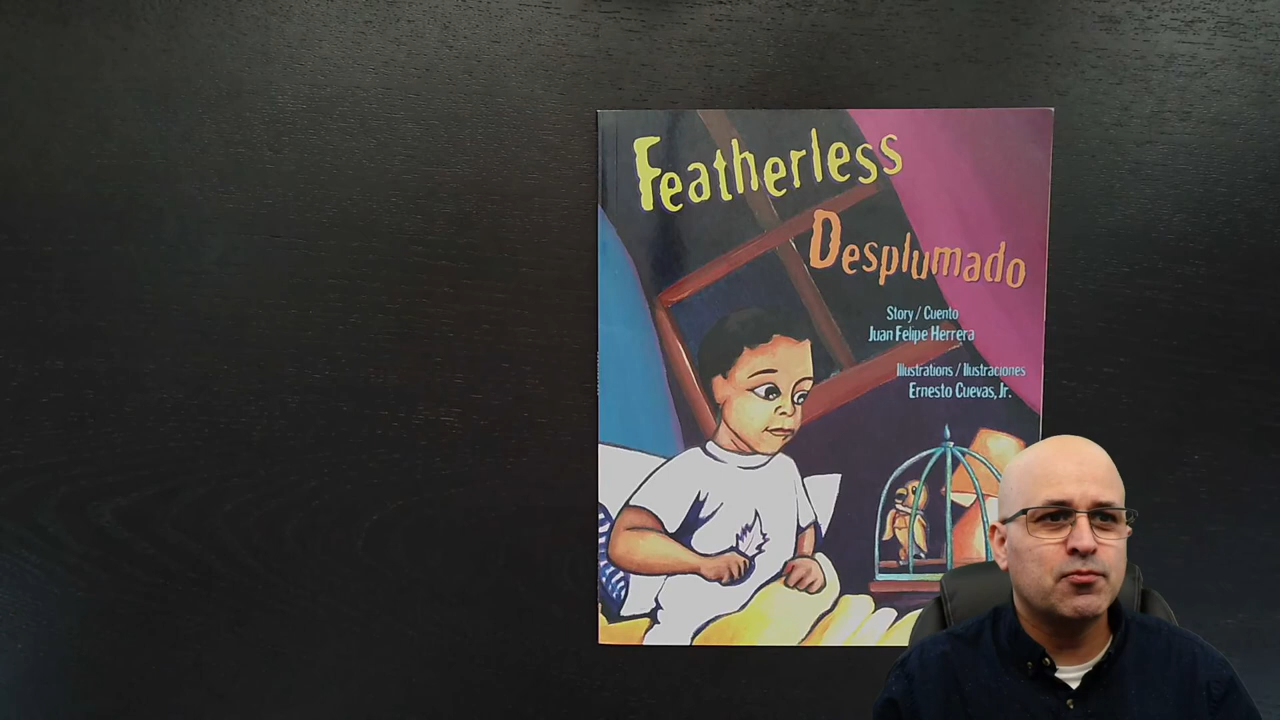 Featherless
Desplumado
Story / Cuento
Juan Felipe Herrera
Illustrations / Ilustraciones
Ernesto Cuevas, Jr.